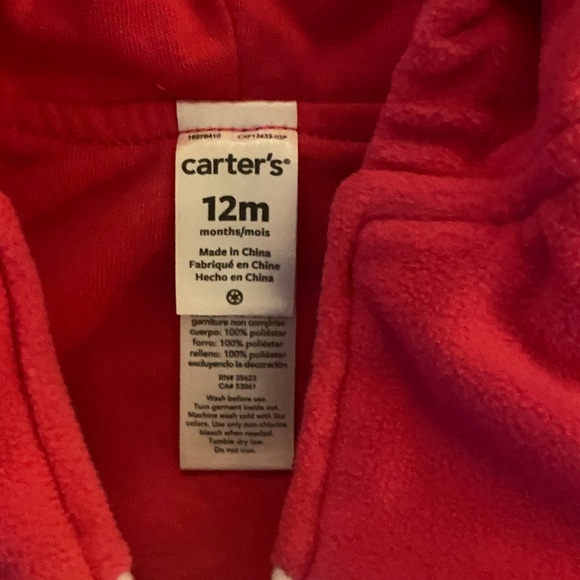 carter's®
12m
months/mois
Made in China
Fabriqué en Chine
Hecho en China
garniture non comprise
cuerpo: 100% poliéster
forro: 100% poliéster
relleno: 100% poliéster
excluyendo la decoración
RN# 35623
CA# 53061
Wash before use.
Turn garment inside out.
Machine wash cold with like
colors. Use only non-chlorine
bleach when needed.
Tumble dry low.
Do not iron.